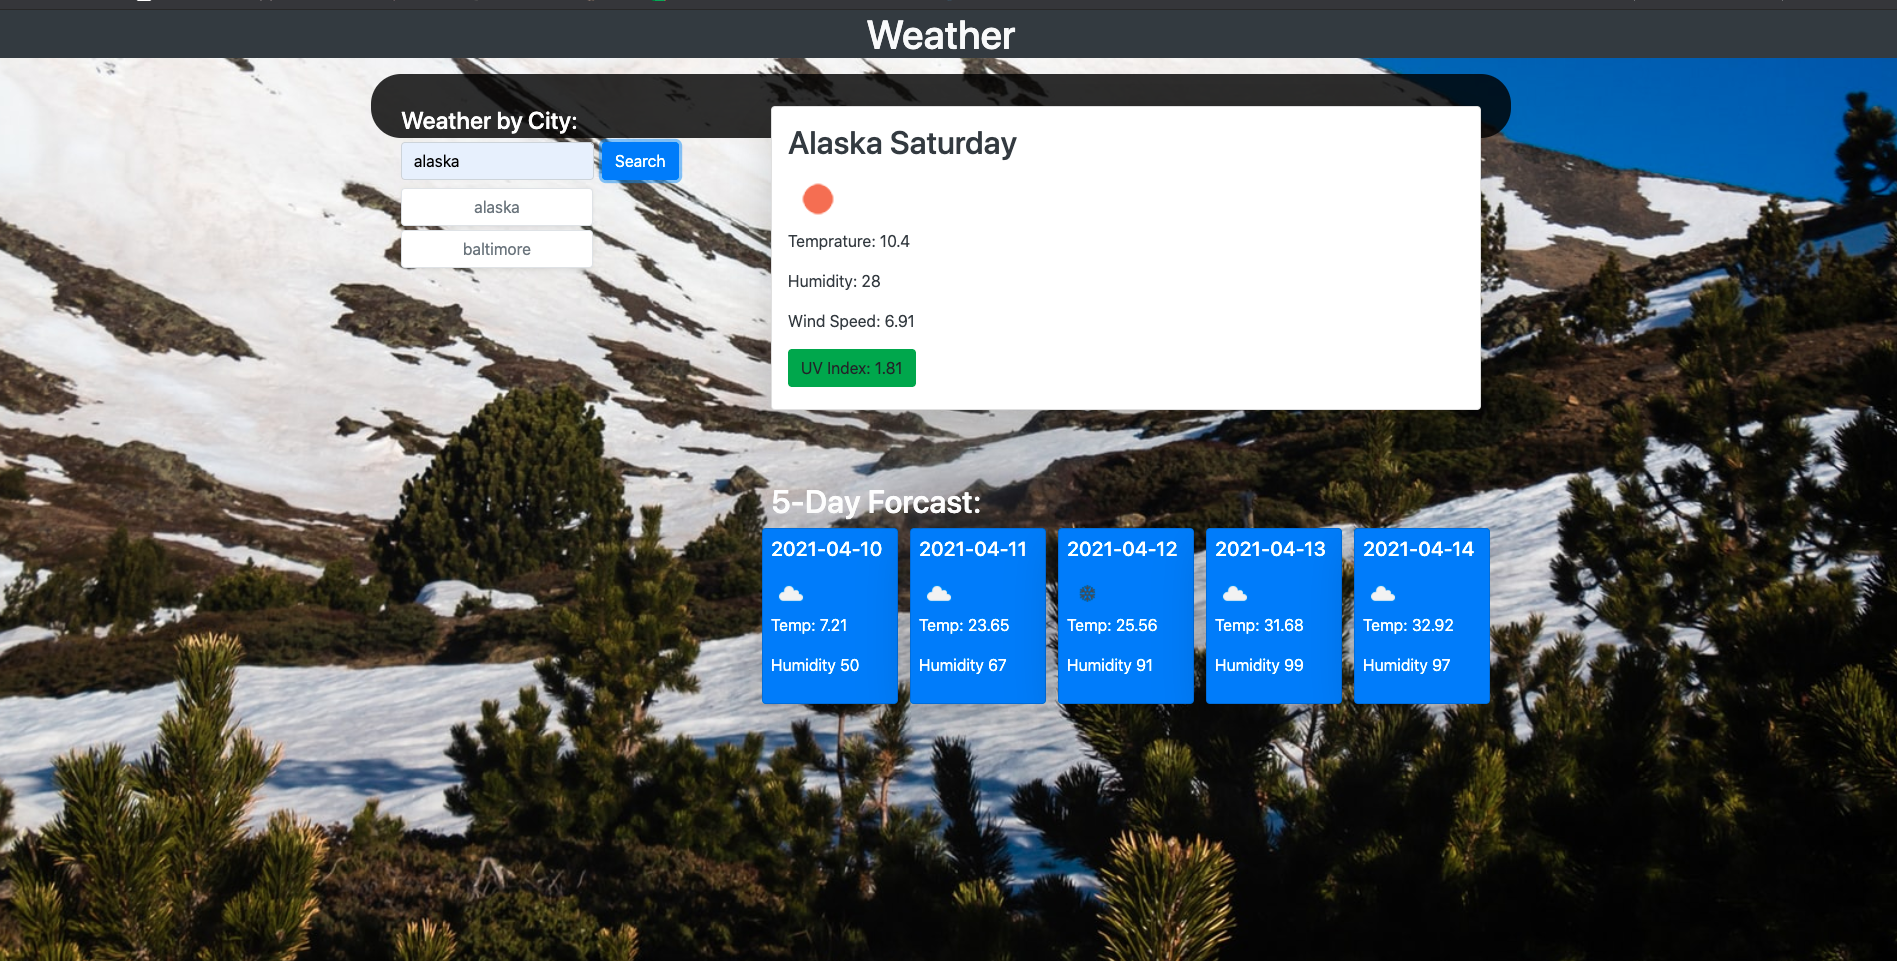 Weather
Weather by City:
alaska
Search
alaska
baltimore
Alaska Saturday
Temprature: 10.4
Humidity: 28
Wind Speed: 6.91
UV Index: 1.81
5-Day Forcast:
2021-04-10
Temp: 7.21
Humidity 50
2021-04-11
Temp: 23.65
Humidity 67
2021-04-12
Temp: 25.56
Humidity 91
2021-04-13
Temp: 31.68
Humidity 99
2021-04-14
Temp: 32.92
Humidity 97